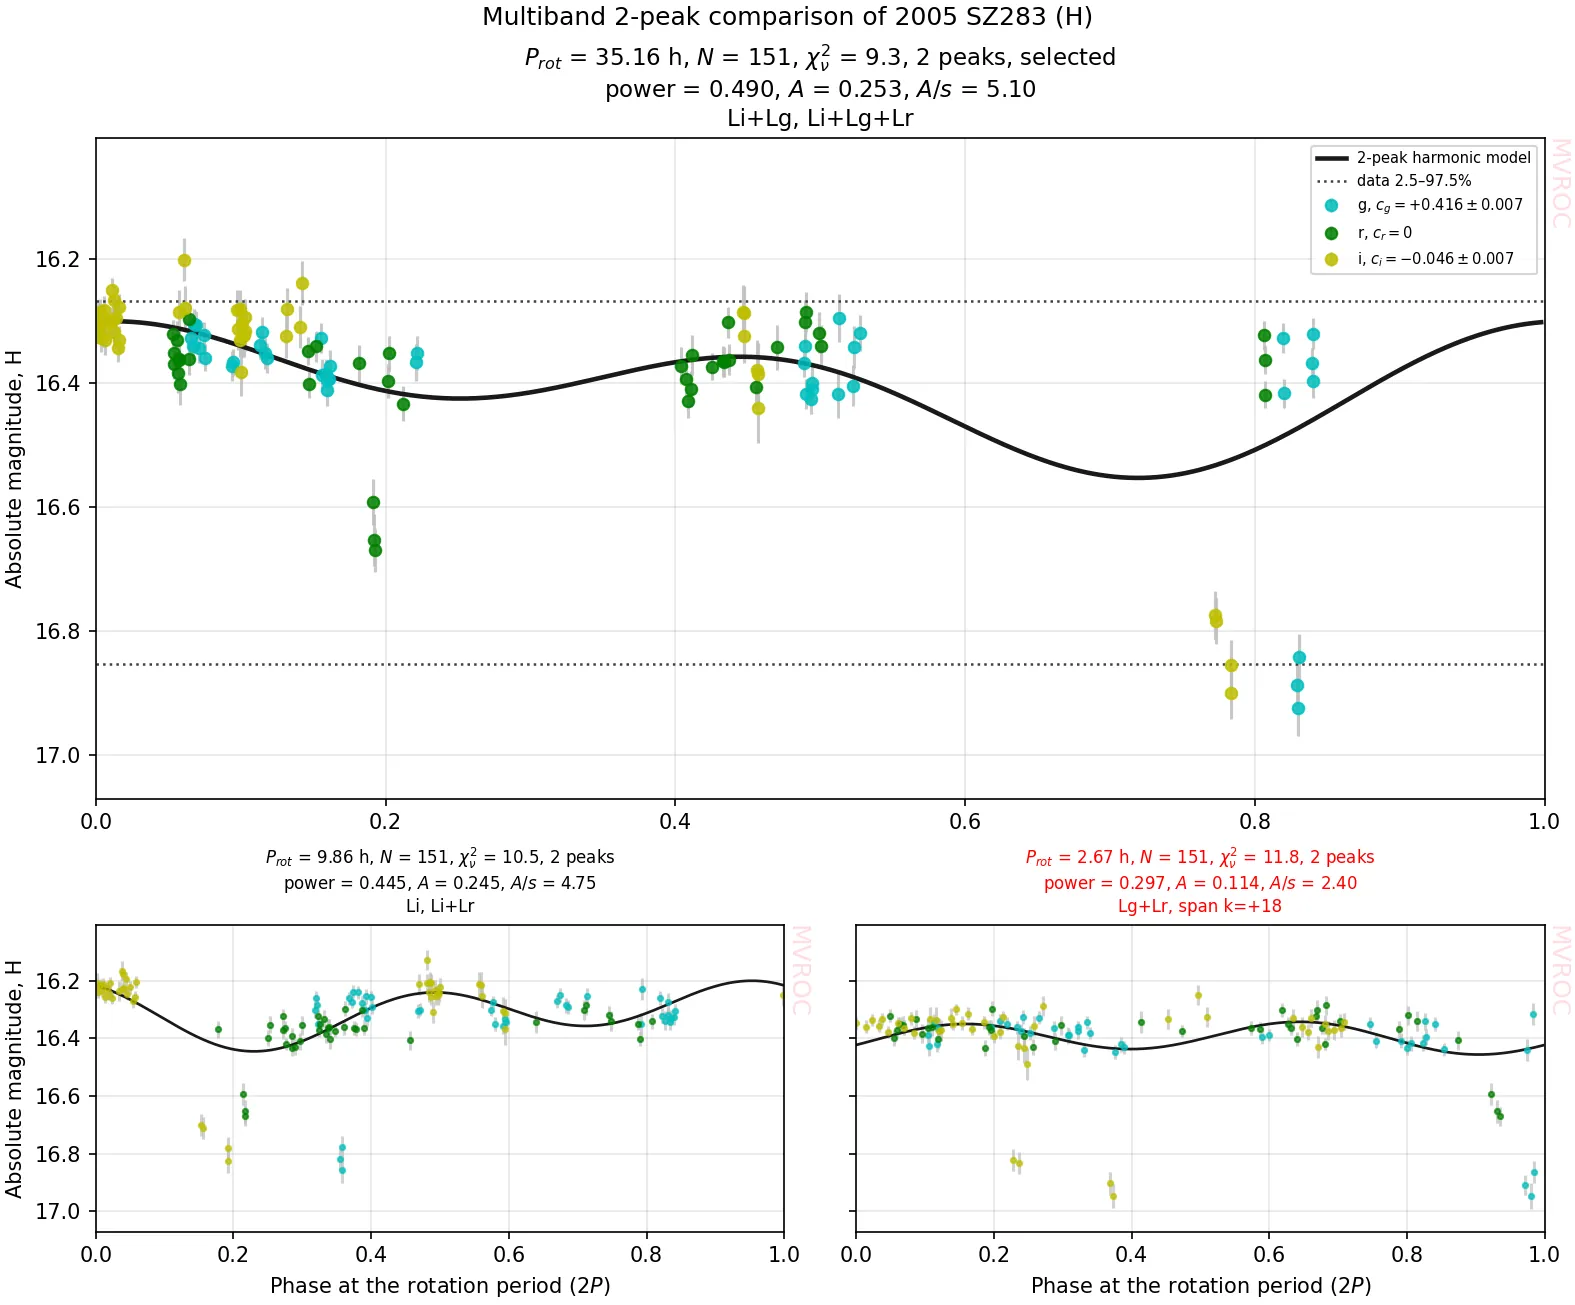 Multiband 2-peak comparison of 2005 SZ283 (H)
P_rot = 35.16 h, N = 151, χ²_ν = 9.3, 2 peaks, selected
power = 0.490, A = 0.253, A/s = 5.10
Li+Lg, Li+Lg+Lr
2-peak harmonic model
data 2.5–97.5%
g, c_g = +0.416 ± 0.007
r, c_r = 0
i, c_i = −0.046 ± 0.007
MVROC
Absolute magnitude, H
16.2
16.4
16.6
16.8
17.0
0.0 0.2 0.4 0.6 0.8 1.0
P_rot = 9.86 h, N = 151, χ²_ν = 10.5, 2 peaks
power = 0.445, A = 0.245, A/s = 4.75
Li, Li+Lr
MVROC
Absolute magnitude, H
16.2
16.4
16.6
16.8
17.0
0.0 0.2 0.4 0.6 0.8 1.0
Phase at the rotation period (2P)
P_rot = 2.67 h, N = 151, χ²_ν = 11.8, 2 peaks
power = 0.297, A = 0.114, A/s = 2.40
Lg+Lr, span k=+18
MVROC
0.0 0.2 0.4 0.6 0.8 1.0
Phase at the rotation period (2P)